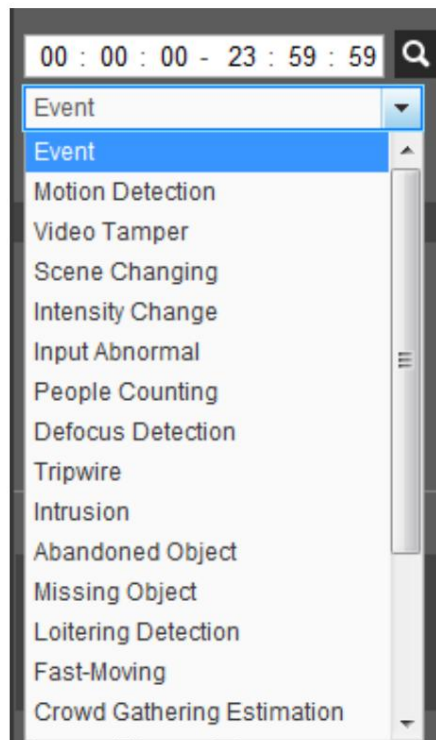 00 : 00 : 00 - 23 : 59 : 59
Event
Event
Motion Detection
Video Tamper
Scene Changing
Intensity Change
Input Abnormal
People Counting
Defocus Detection
Tripwire
Intrusion
Abandoned Object
Missing Object
Loitering Detection
Fast-Moving
Crowd Gathering Estimation